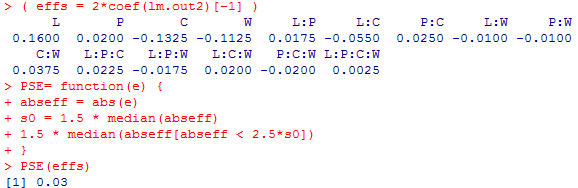 > ( effs = 2*coef(lm.out2)[-1] )
L P C W L:P L:C P:C L:W P:W
0.1600 0.0200 -0.1325 -0.1125 0.0175 -0.0550 0.0250 -0.0100 -0.0100
C:W L:P:C L:P:W L:C:W P:C:W L:P:C:W
0.0375 0.0225 -0.0175 0.0200 -0.0200 0.0025
> PSE= function(e) {
+ abseff = abs(e)
+ s0 = 1.5 * median(abseff)
+ 1.5 * median(abseff[abseff < 2.5*s0])
+ }
> PSE(effs)
[1] 0.03